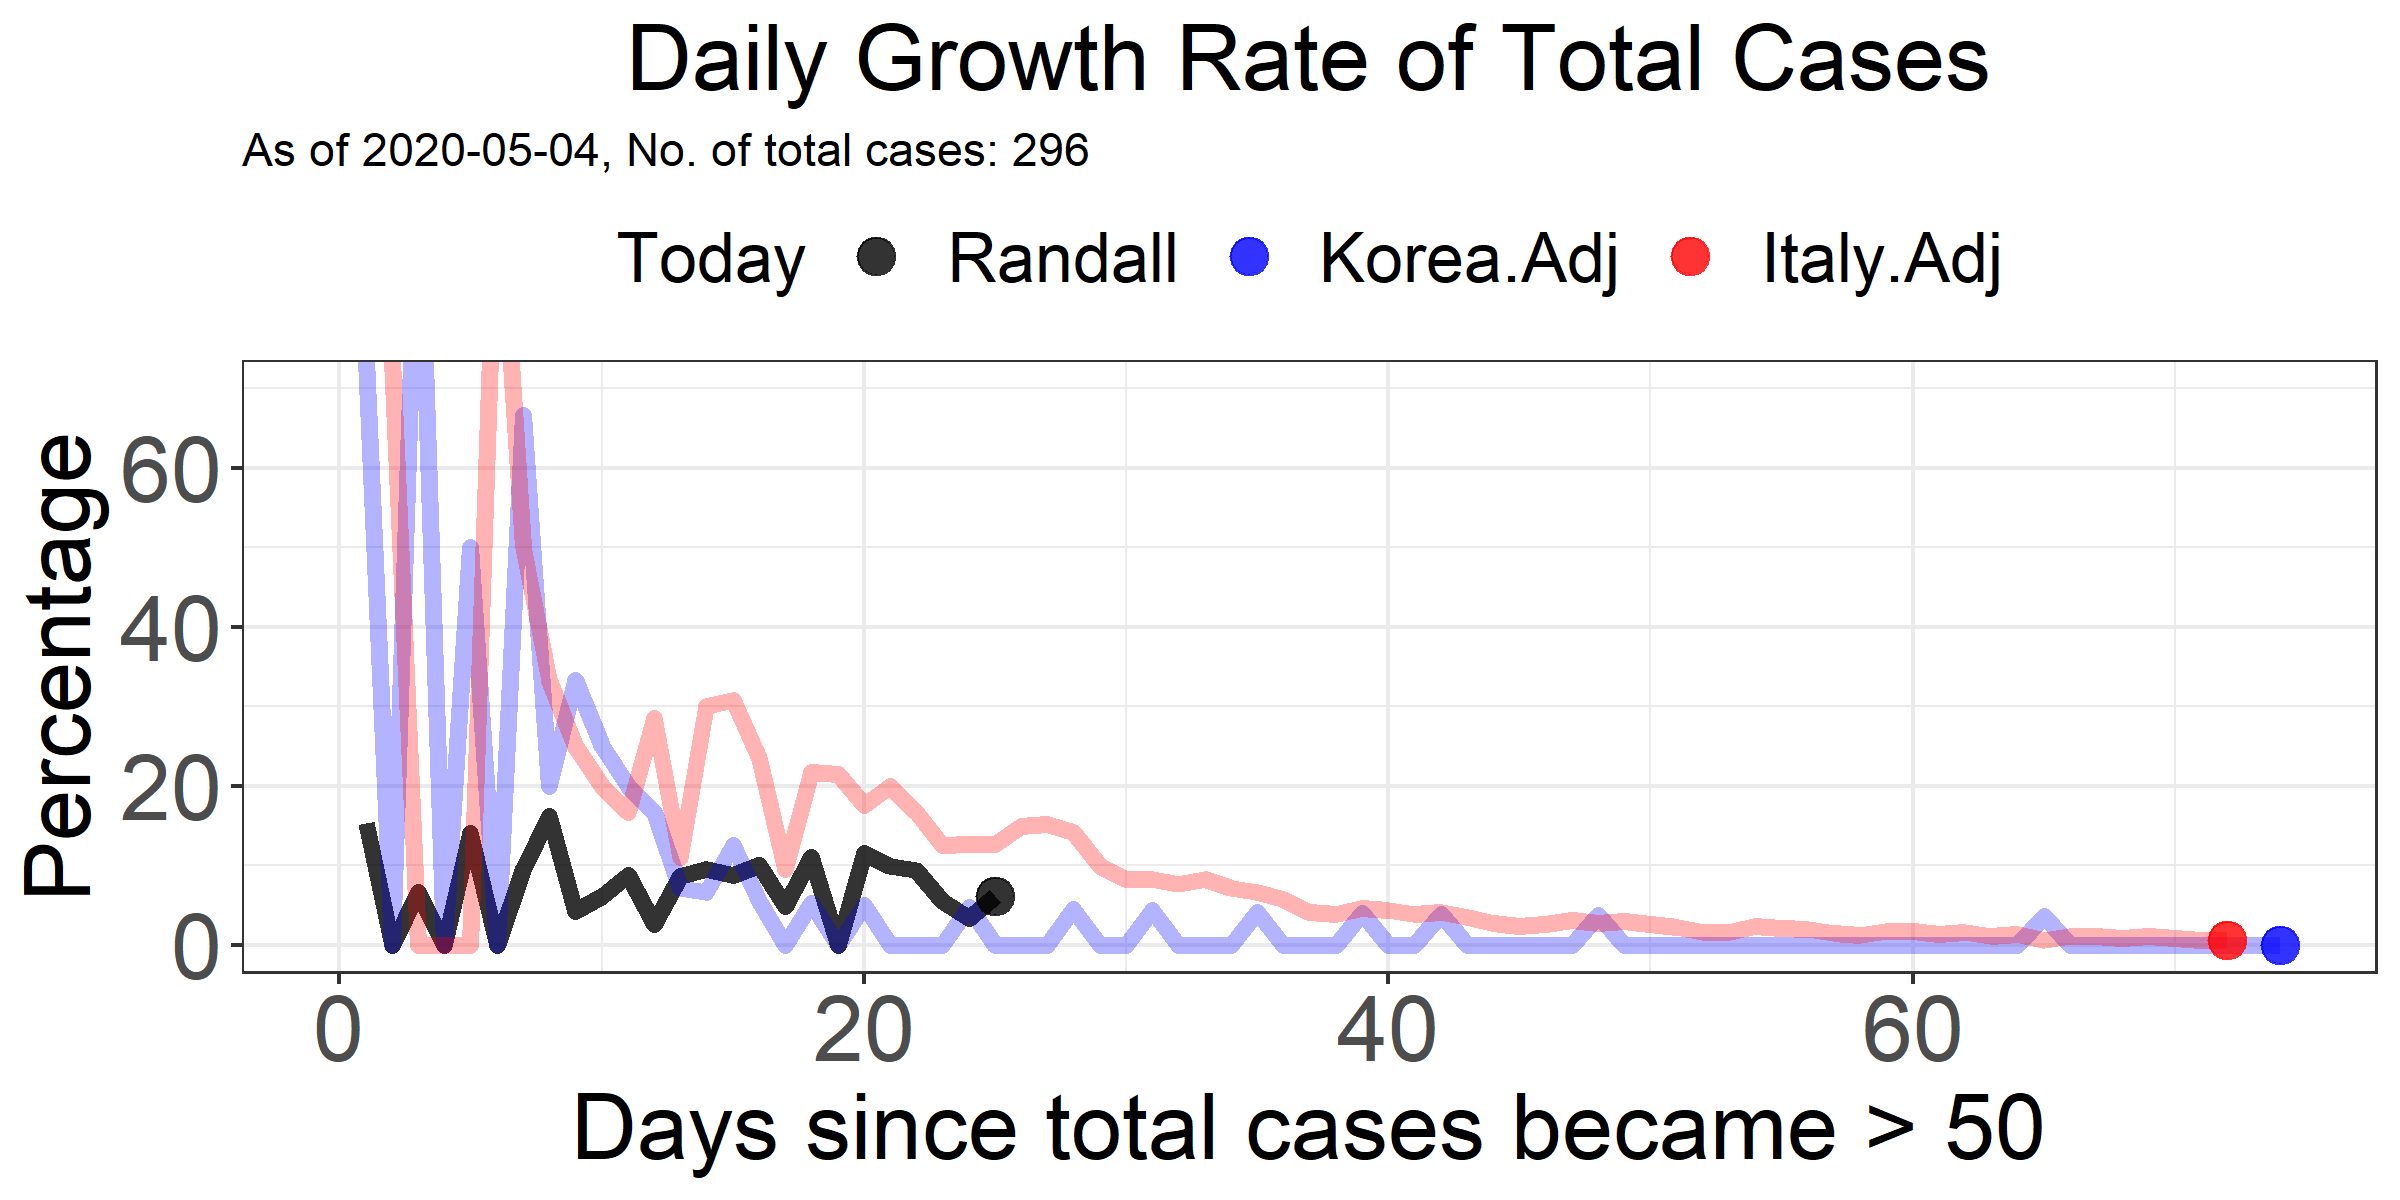 Daily Growth Rate of Total Cases
As of 2020-05-04, No. of total cases: 296
Today Randall Korea.Adj Italy.Adj
Percentage
60
40
20
0
0 20 40 60
Days since total cases became > 50